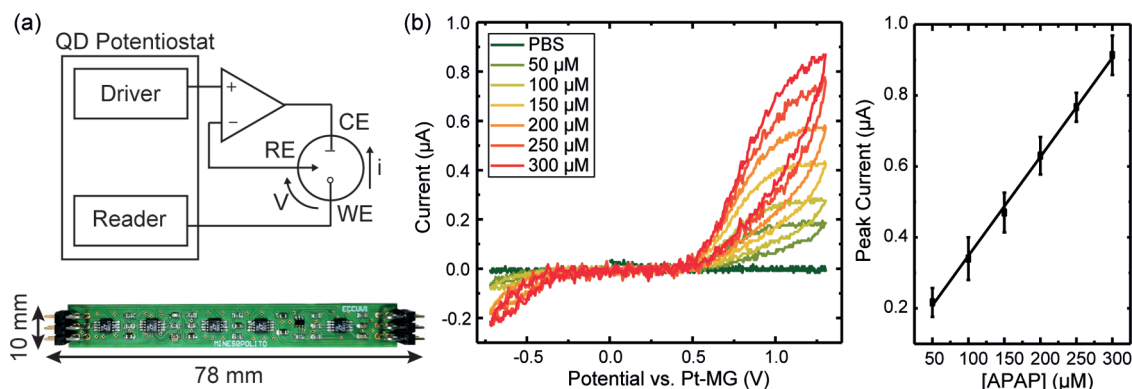 (a)
QD Potentiostat
Driver
Reader
+
−
CE
RE
V
i
WE
10 mm
ECCUVI
MINES@POLITO
78 mm
(b)
PBS
50 µM
100 µM
150 µM
200 µM
250 µM
300 µM
Current (µA)
1.0
0.8
0.6
0.4
0.2
0.0
-0.2
-0.5
0.0
0.5
1.0
Potential vs. Pt-MG (V)
Peak Current (µA)
1.0
0.8
0.6
0.4
0.2
50 100 150 200 250 300
[APAP] (µM)